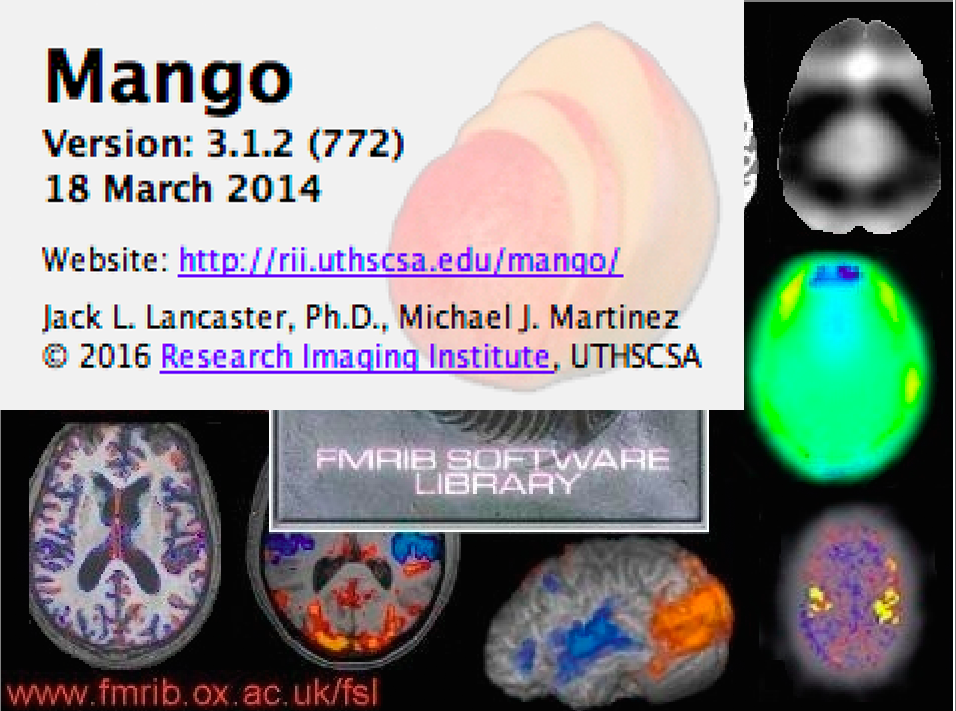 Mango
Version: 3.1.2 (772)
18 March 2014
Website: http://rii.uthscsa.edu/mango/
Jack L. Lancaster, Ph.D., Michael J. Martinez
© 2016 Research Imaging Institute, UTHSCSA
FMRIB SOFTWARE
LIBRARY
www.fmrib.ox.ac.uk/fsl